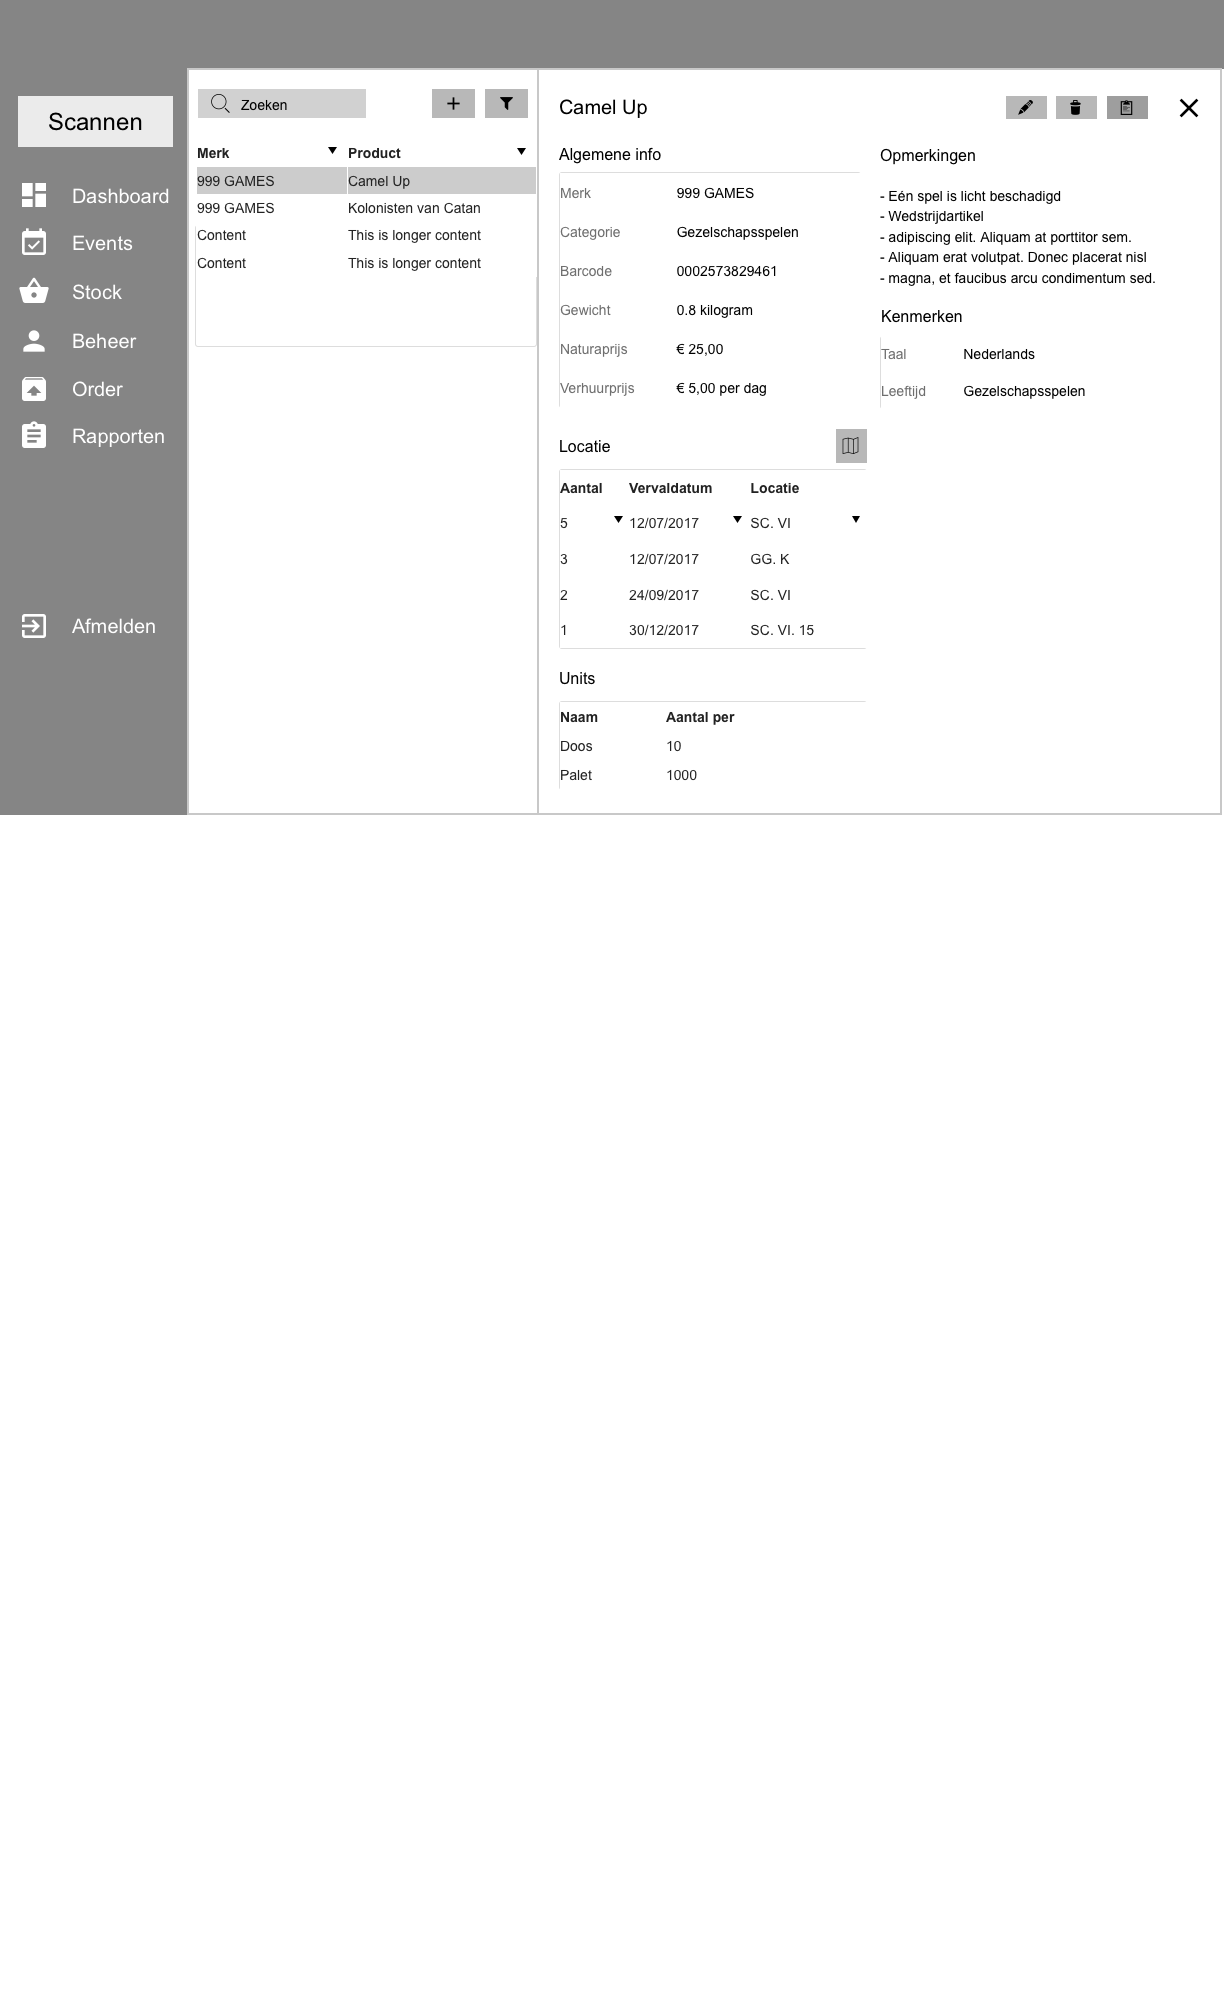 Scannen
Dashboard
Events
Stock
Beheer
Order
Rapporten
Afmelden
Zoeken
Merk Product
999 GAMES Camel Up
999 GAMES Kolonisten van Catan
Content This is longer content
Content This is longer content
Camel Up
Algemene info
Merk 999 GAMES
Categorie Gezelschapsspelen
Barcode 0002573829461
Gewicht 0.8 kilogram
Naturaprijs € 25,00
Verhuurprijs € 5,00 per dag
Locatie
Aantal Vervaldatum Locatie
5 12/07/2017 SC. VI
3 12/07/2017 GG. K
2 24/09/2017 SC. VI
1 30/12/2017 SC. VI. 15
Units
Naam Aantal per
Doos 10
Palet 1000
Opmerkingen
- Eén spel is licht beschadigd
- Wedstrijdartikel
- adipiscing elit. Aliquam at porttitor sem.
- Aliquam erat volutpat. Donec placerat nisl
- magna, et faucibus arcu condimentum sed.
Kenmerken
Taal Nederlands
Leeftijd Gezelschapsspelen